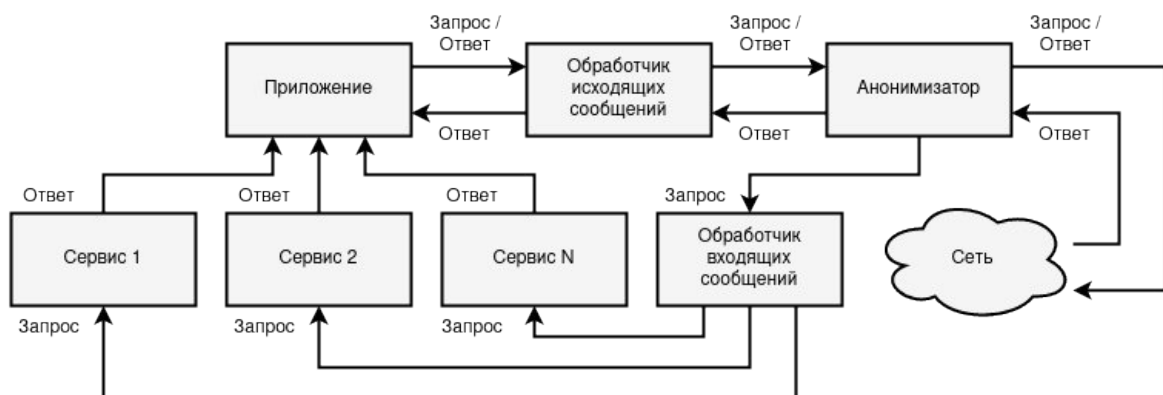 Запрос /
Ответ
Запрос /
Ответ
Запрос /
Ответ
Приложение
Обработчик
исходящих
сообщений
Анонимизатор
Ответ
Ответ
Ответ
Ответ
Ответ
Ответ
Запрос
Сервис 1
Сервис 2
Сервис N
Обработчик
входящих
сообщений
Сеть
Запрос
Запрос
Запрос